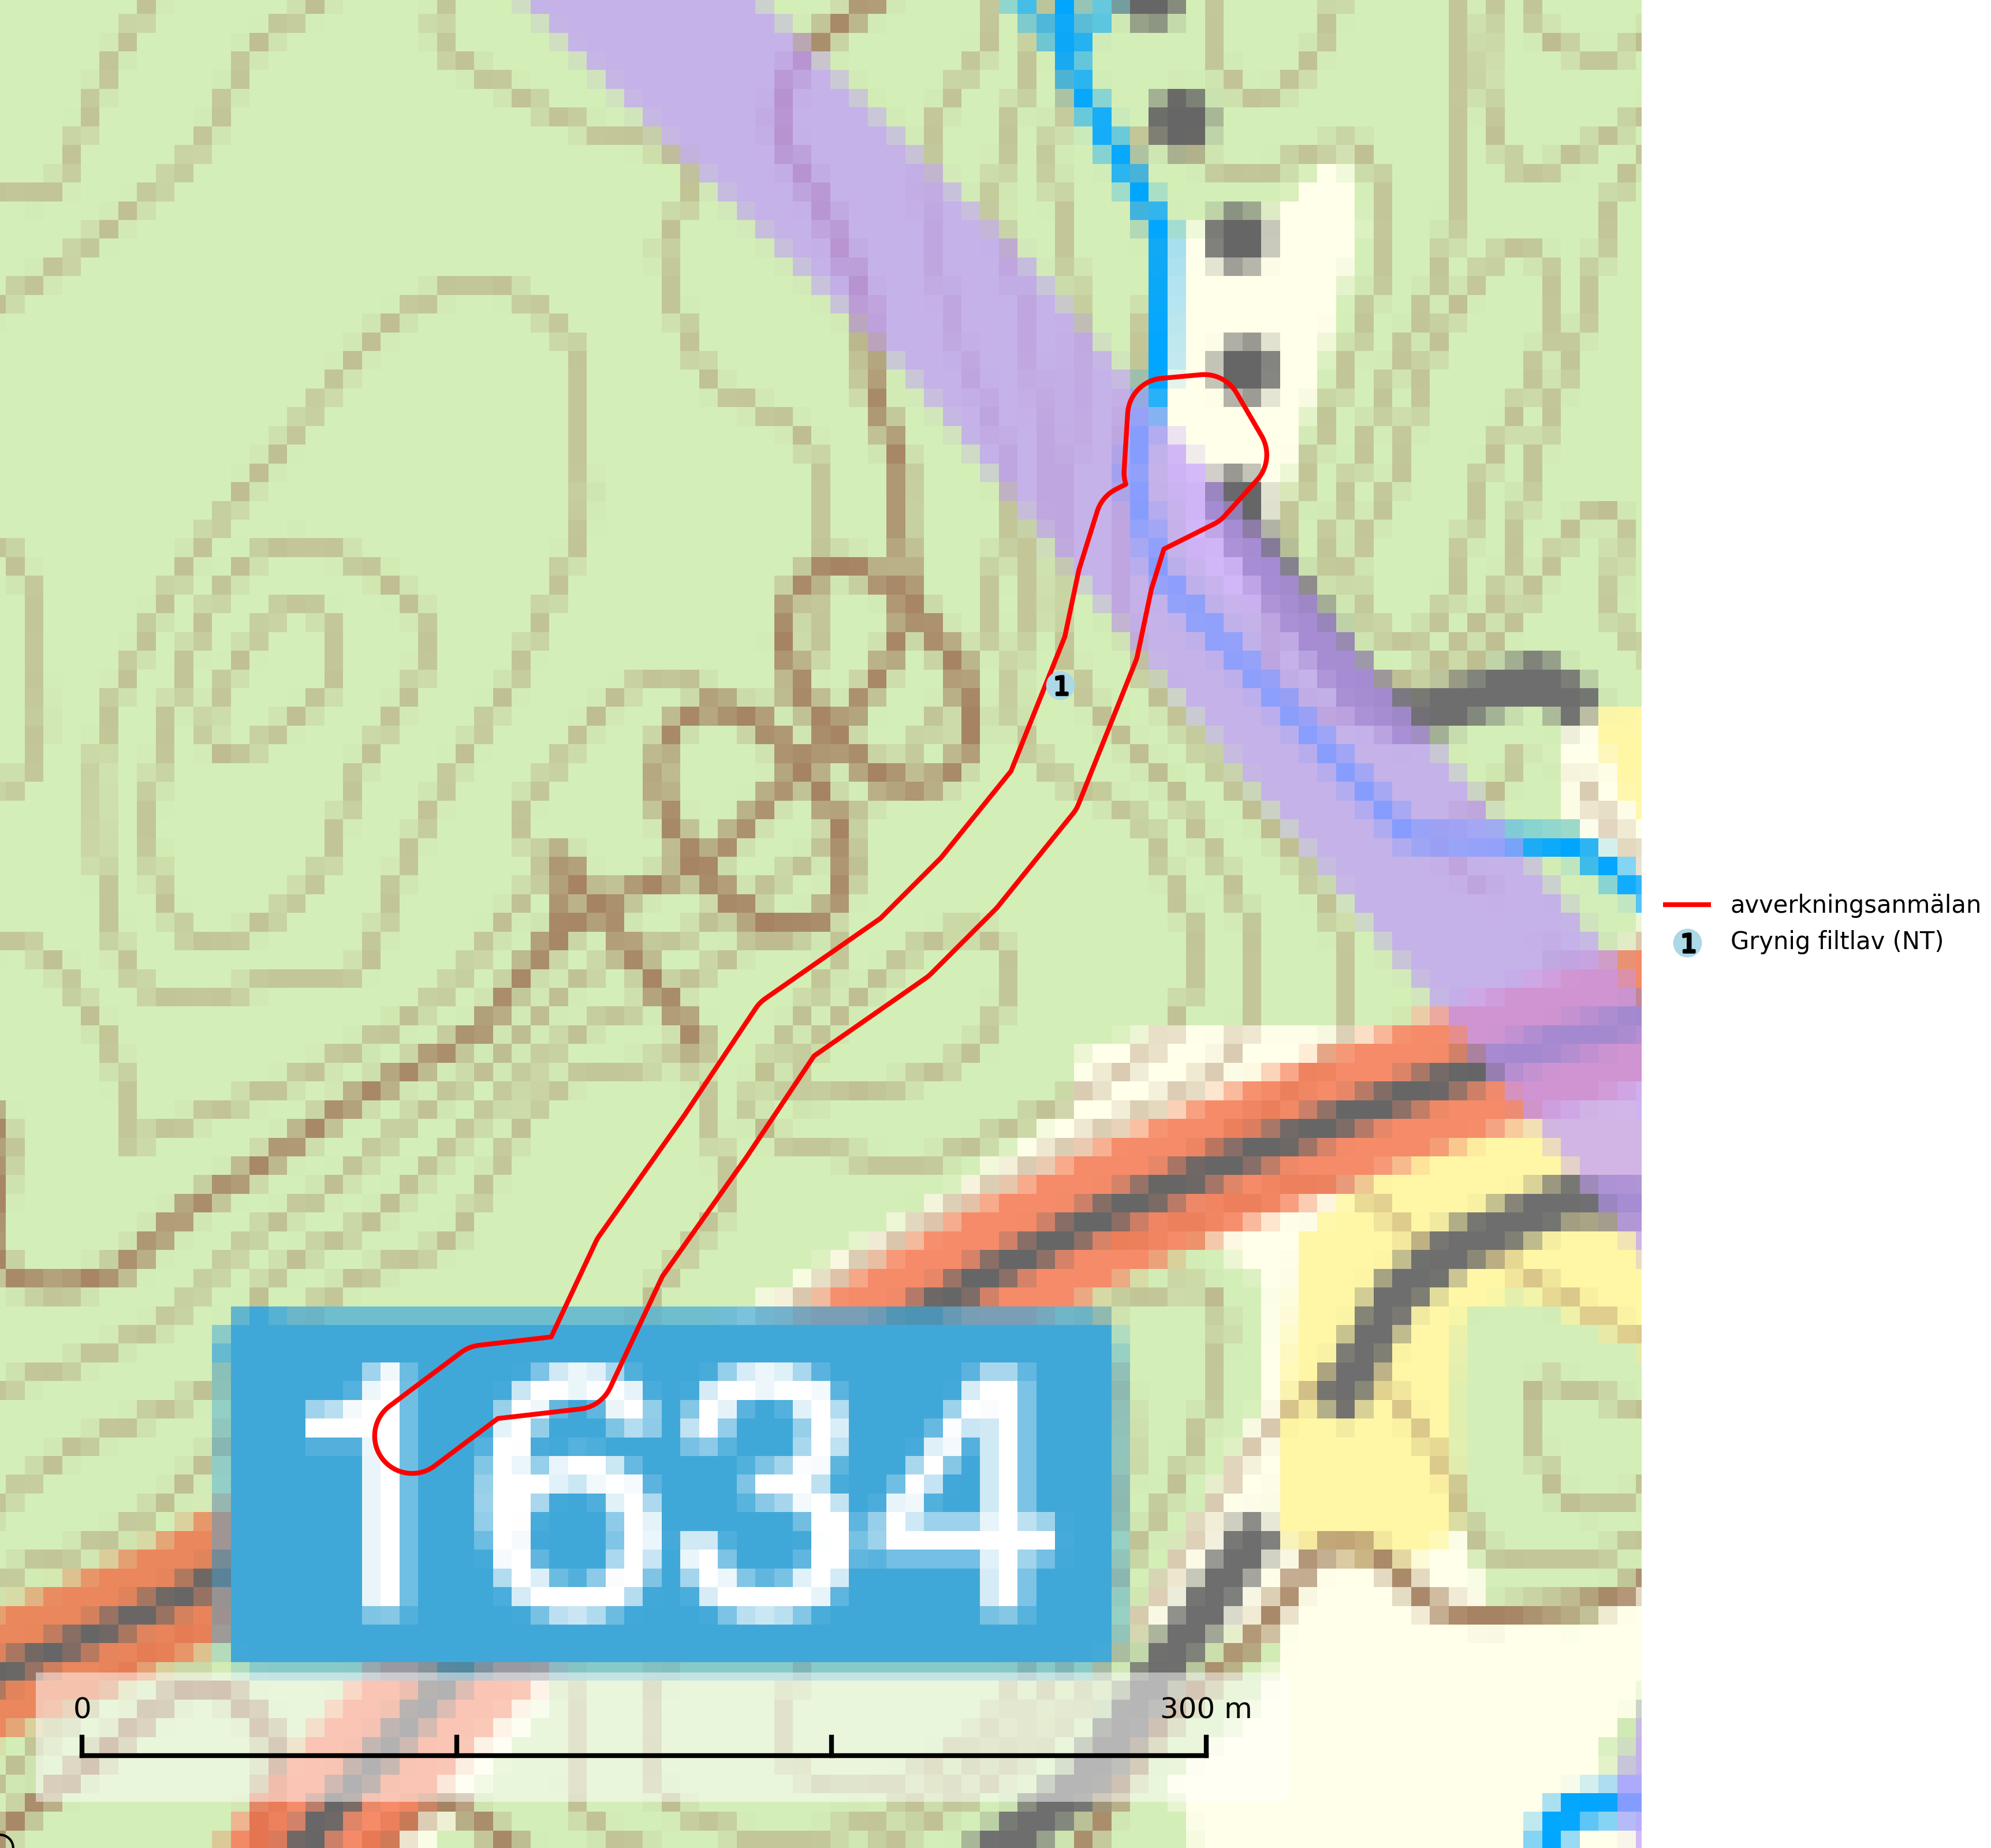 1
avverkningsanmälan
1 Grynig filtlav (NT)
1634
0 300 m